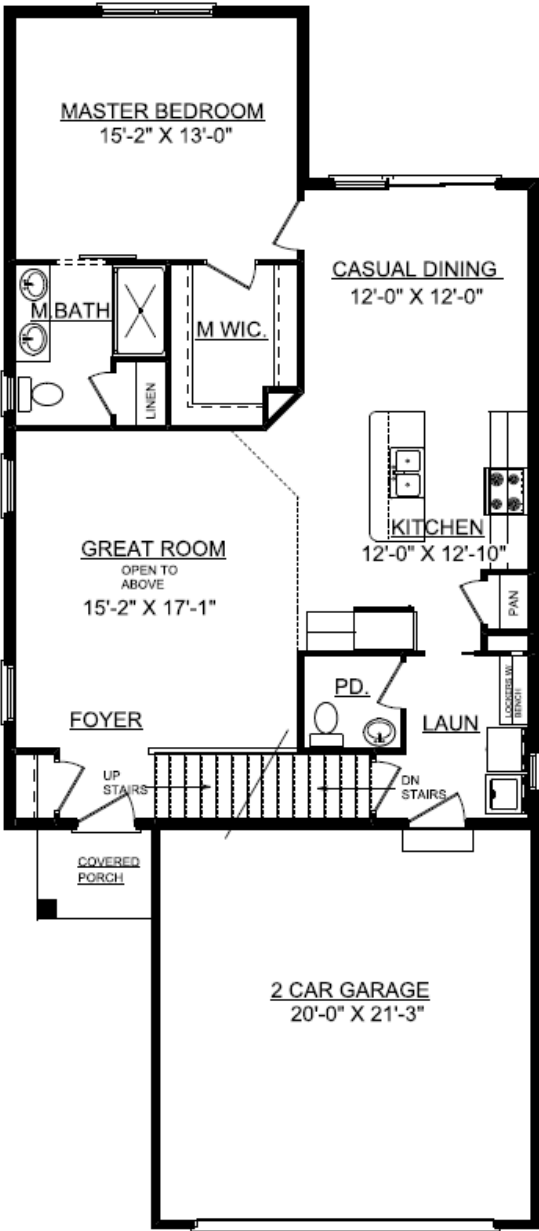 MASTER BEDROOM
15'-2" X 13'-0"
CASUAL DINING
12'-0" X 12'-0"
M.BATH
M WIC.
LINEN
KITCHEN
12'-0" X 12'-10"
GREAT ROOM
OPEN TO
ABOVE
15'-2" X 17'-1"
PAN
LOCKERS W/
BENCH
PD.
LAUN
FOYER
UP
STAIRS
DN
STAIRS
COVERED
PORCH
2 CAR GARAGE
20'-0" X 21'-3"